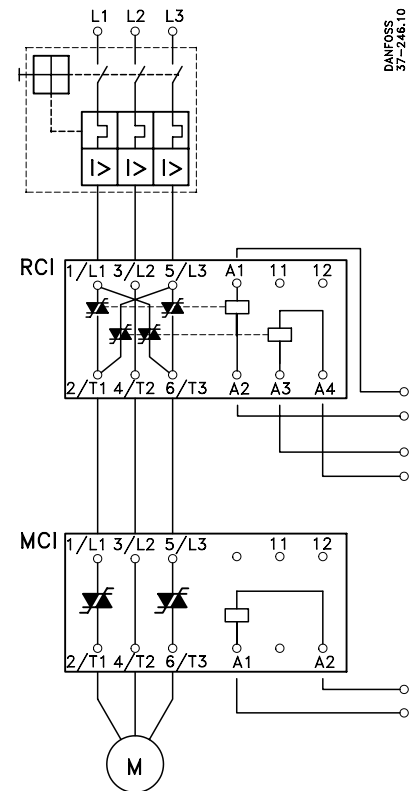 L1 L2 L3
DANFOSS
37-246.10
I> I> I>
RCI
1/L1 3/L2 5/L3 A1 11 12
2/T1 4/T2 6/T3 A2 A3 A4
MCI
1/L1 3/L2 5/L3 11 12
2/T1 4/T2 6/T3 A1 A2
M